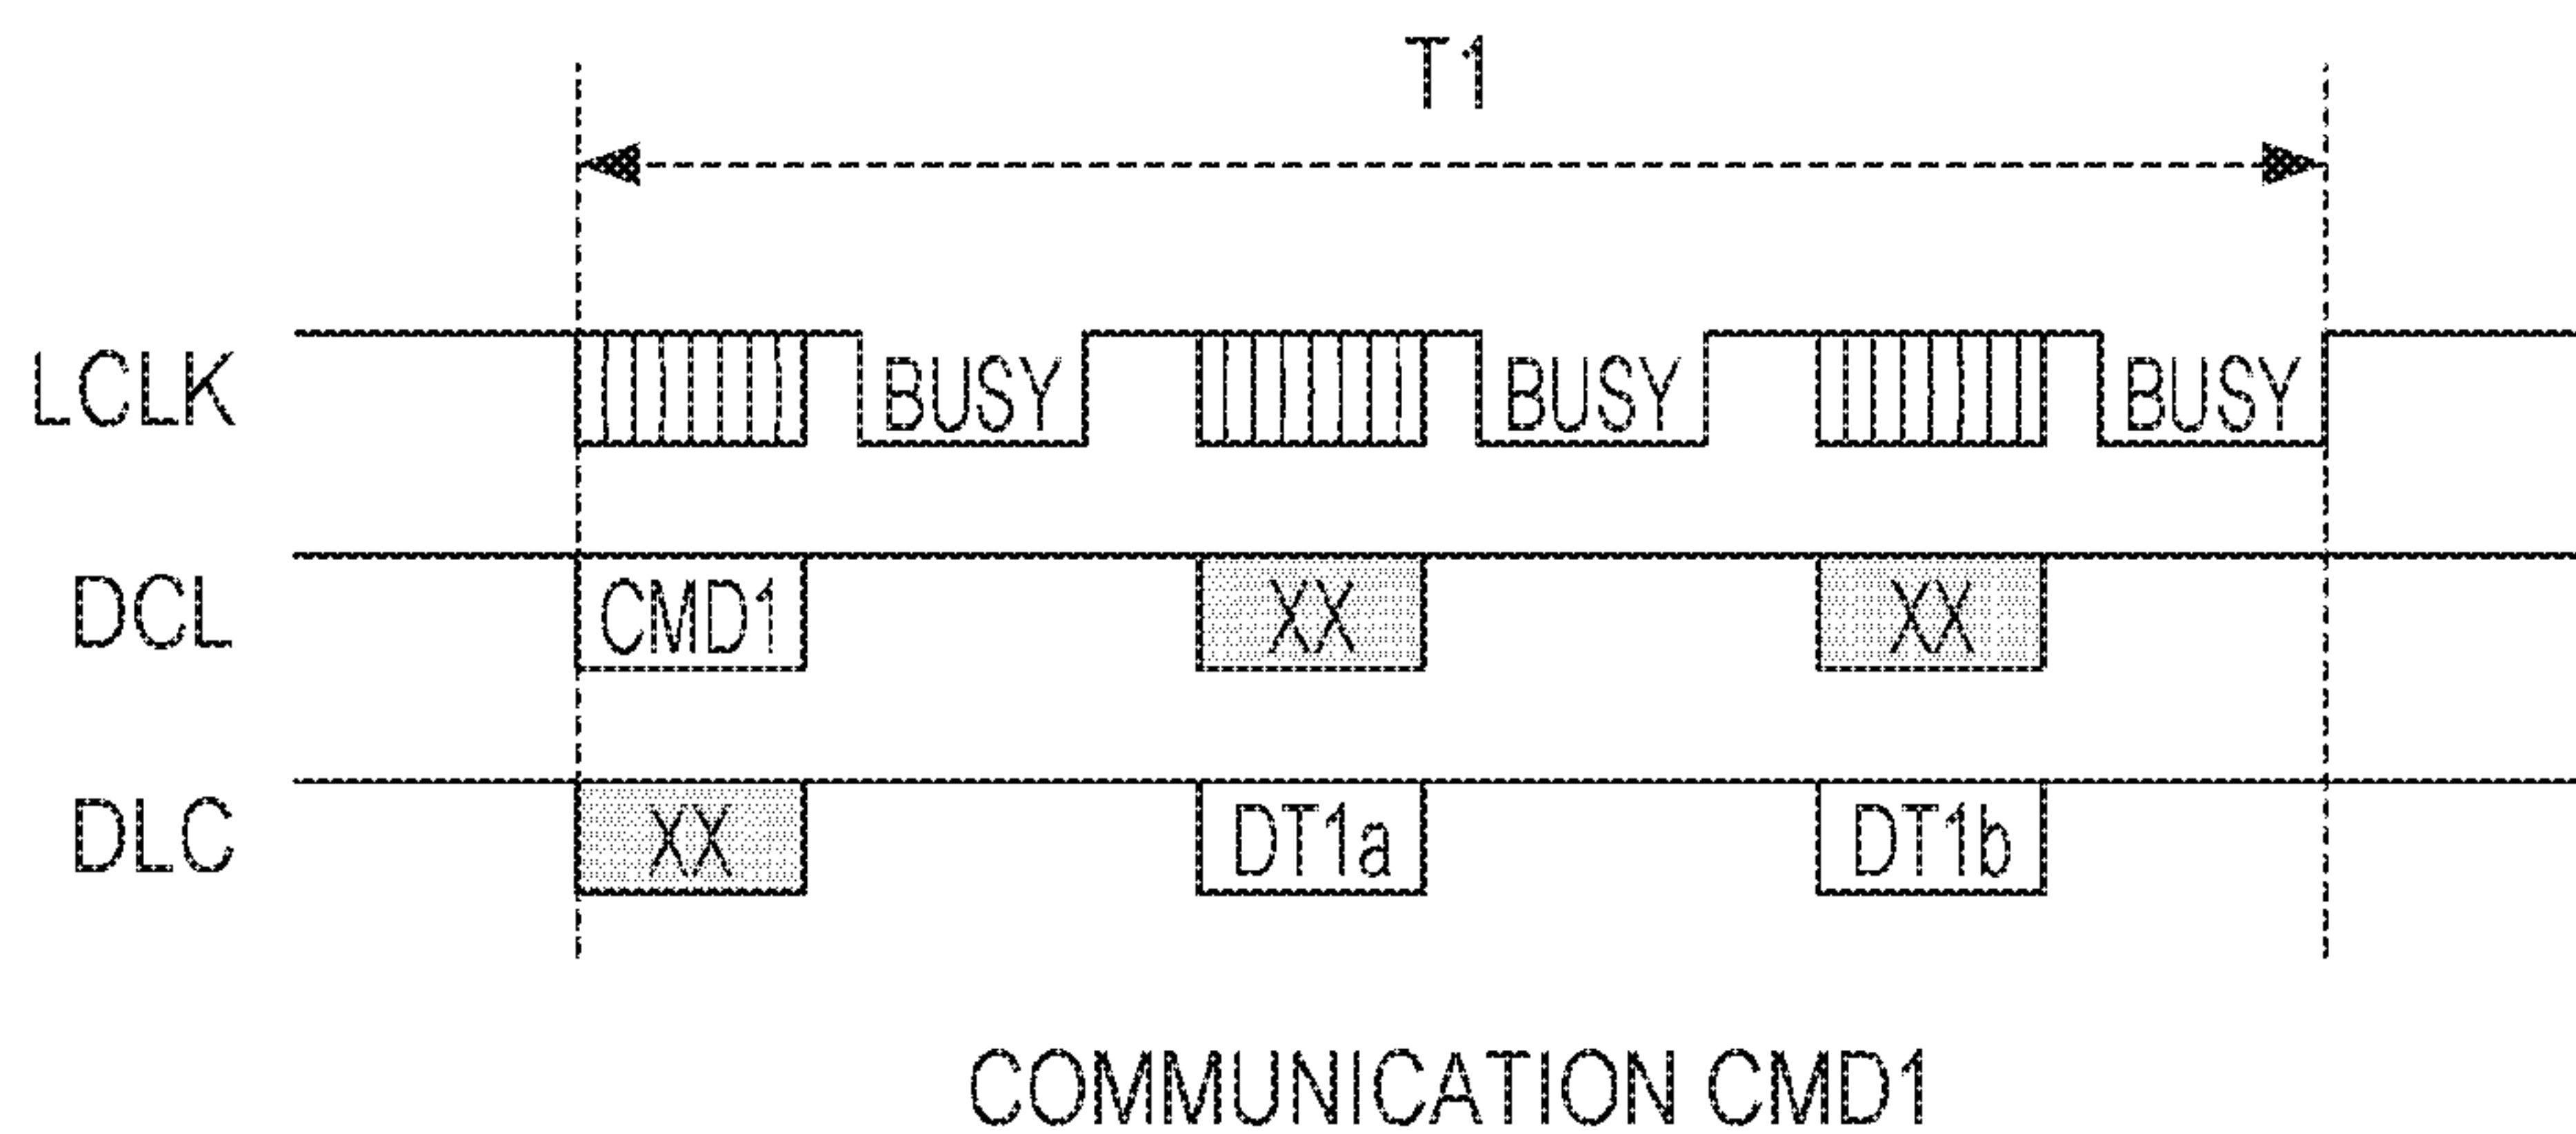 T1
LCLK BUSY BUSY BUSY
DCL CMD1 XX XX
DLC XX DT1a DT1b
COMMUNICATION CMD1